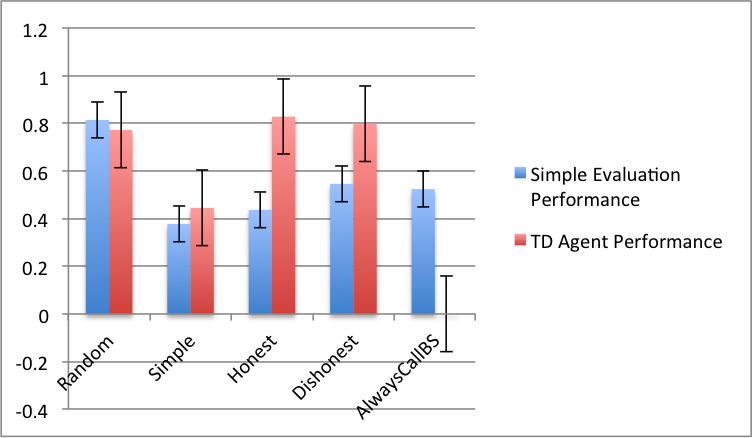 1.2
1
0.8
0.6
0.4
0.2
0
-0.2
-0.4
Random
Simple
Honest
Dishonest
AlwaysCallBS
Simple Evaluation
Performance
TD Agent Performance